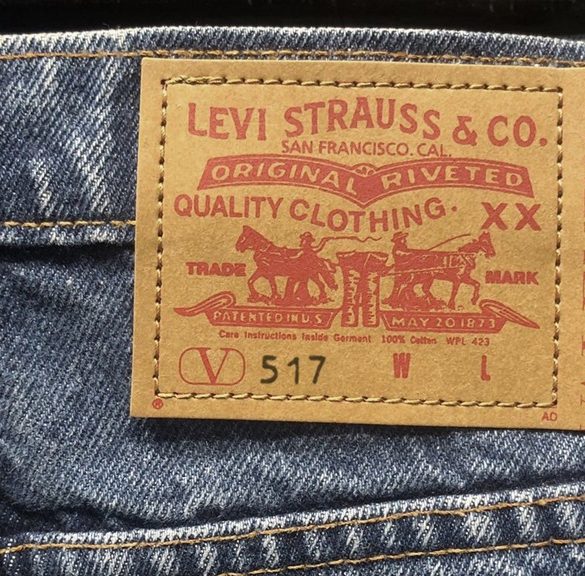 LEVI STRAUSS & CO.
SAN FRANCISCO. CAL.
ORIGINAL RIVETED
QUALITY CLOTHING. XX
TRADE MARK
PATENTED IN U.S MAY 20 1873
Care Instructions Inside Garment 100% Cotton WPL 423
V 517 W L
® AD